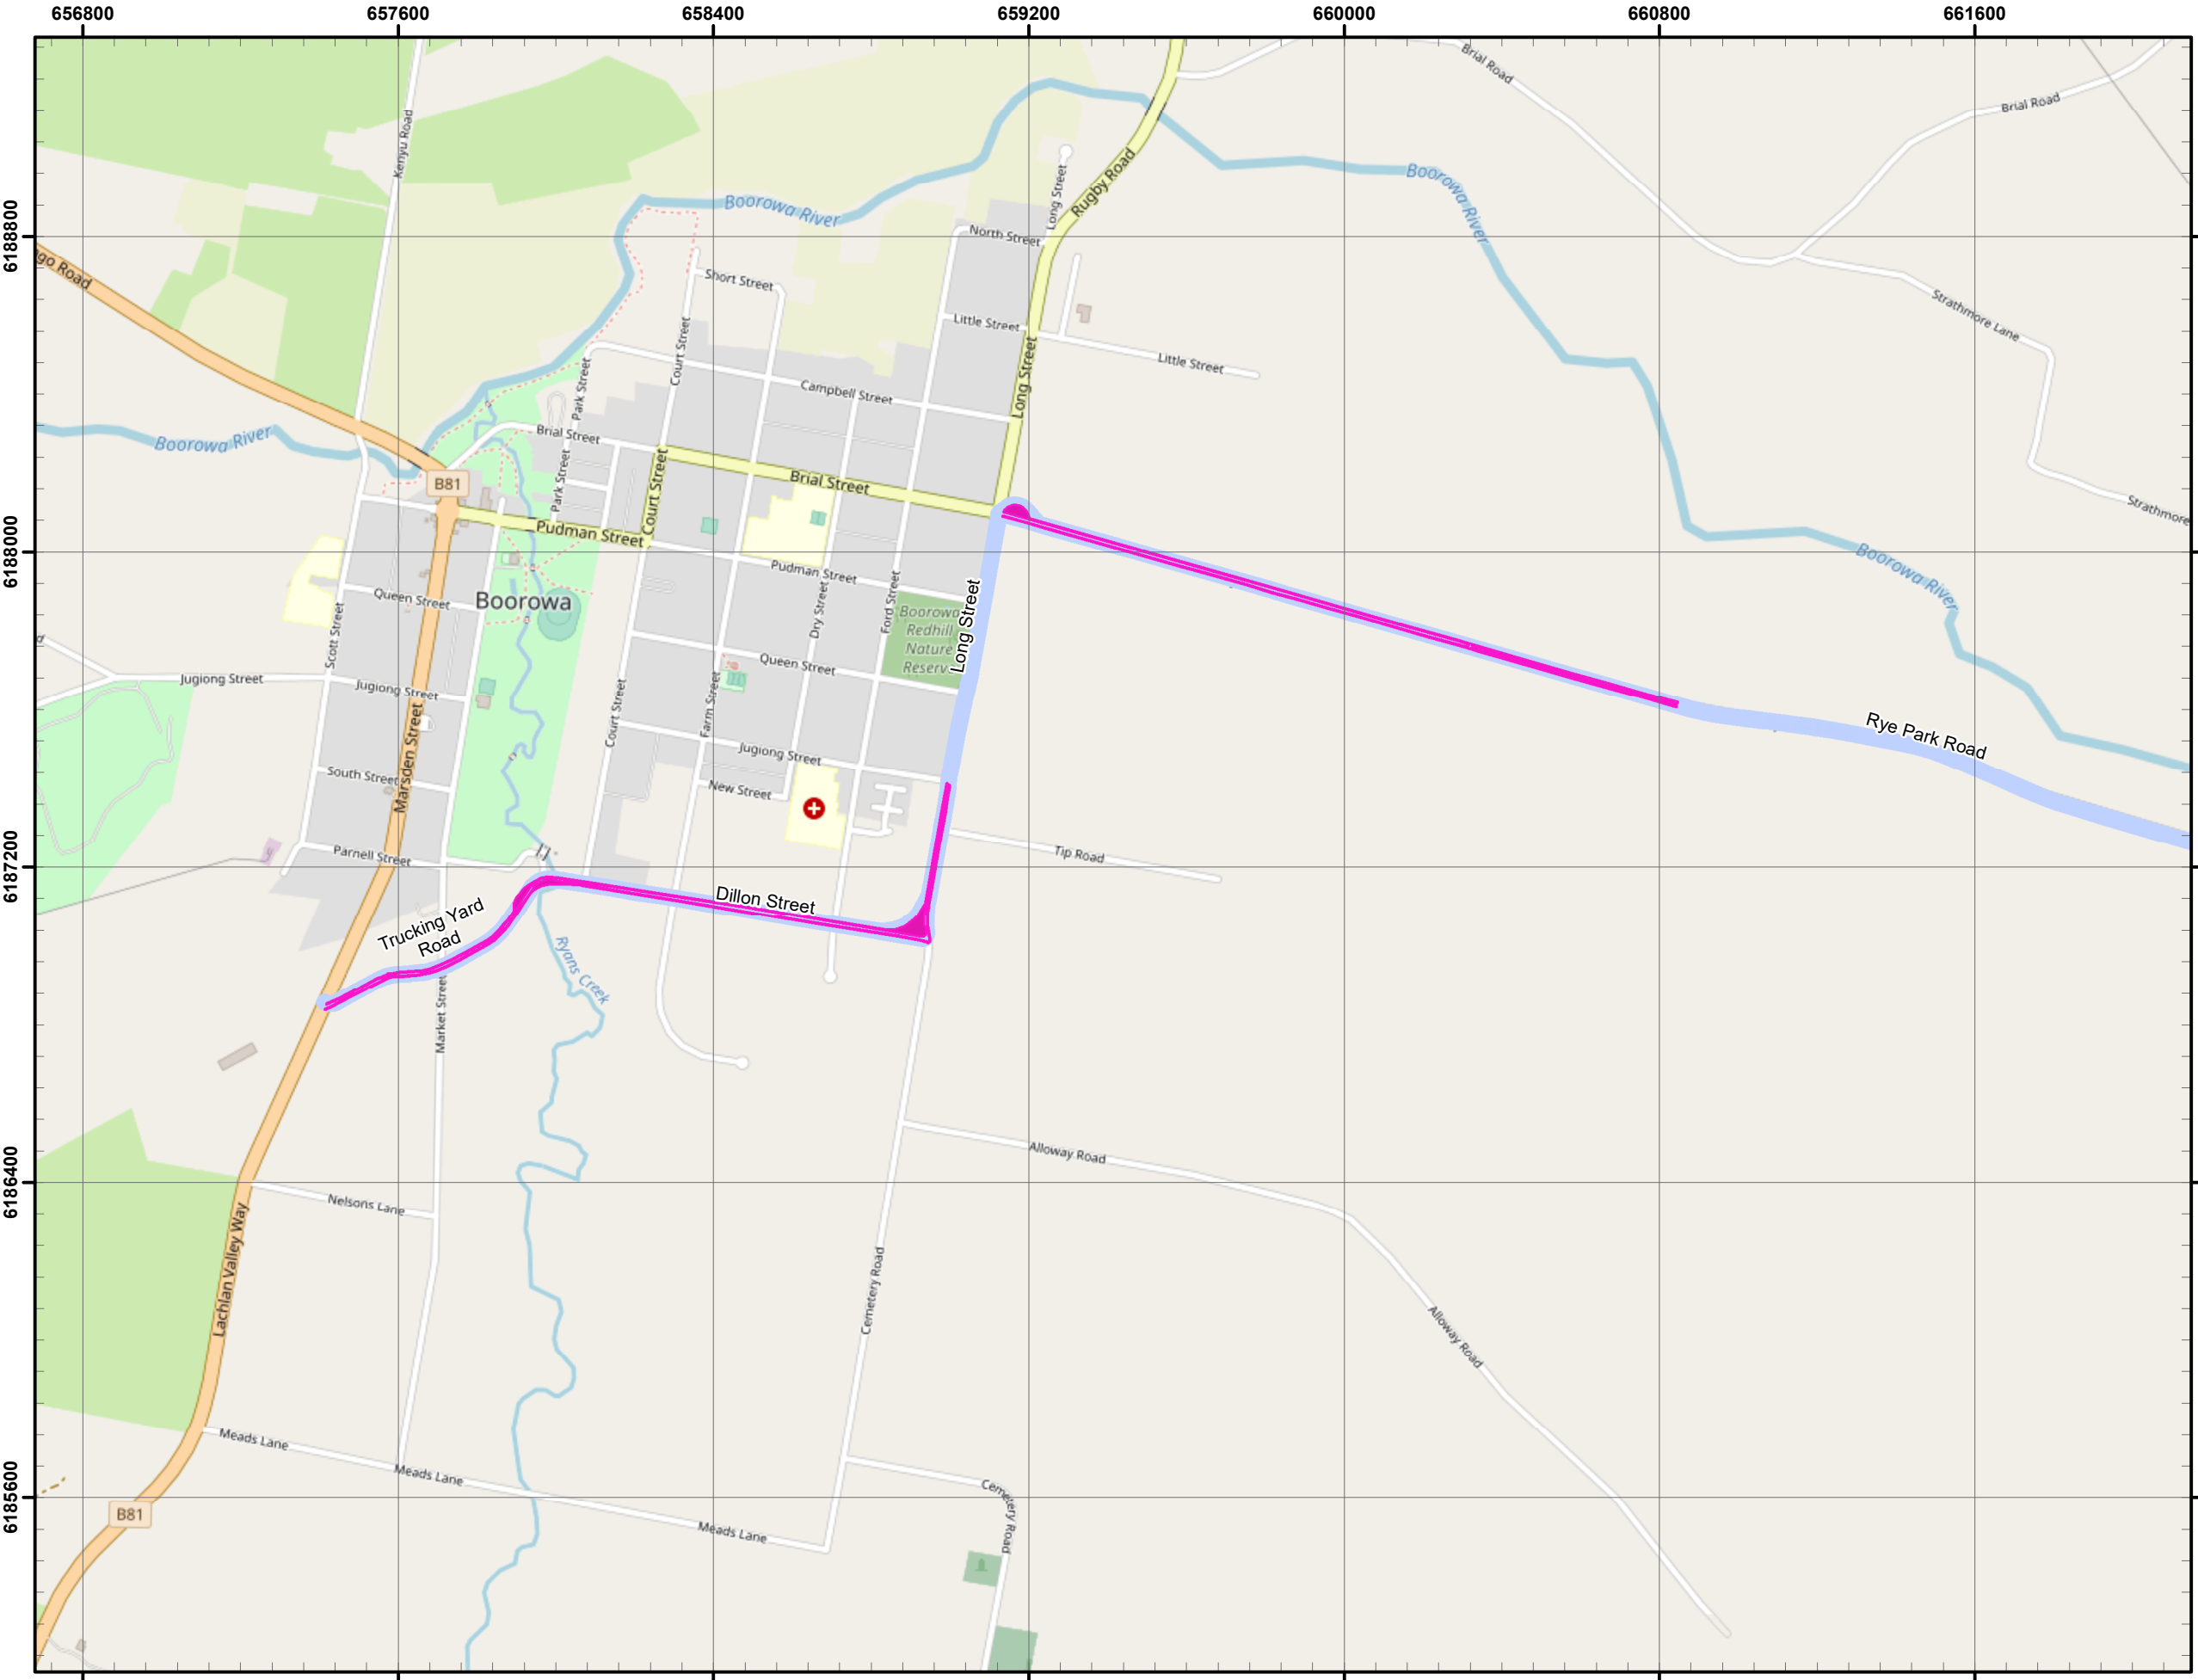 656800
657600
658400
659200
660000
660800
661600
6188800
6188000
6187200
6186400
6185600
Brial Road
Brial Road
Kenyu Road
Long Street
Rugby Road
Boorowa River
Boorowa River
North Street
go Road
Short Street
Little Street
Little Street
Strathmore Lane
Court Street
Park Street
Campbell Street
Long Street
Boorowa River
Brial Street
B81
Park Street
Court Street
Brial Street
Strathmore
Pudman Street
Pudman Street
Boorowa River
Queen Street
Boorowa
Dry Street
Ford Street
Boorowa
Redhill
Nature
Reserve
Long Street
Scott Street
d
Queen Street
Jugiong Street
Jugiong Street
Court Street
Farm Street
Marsden Street
Jugiong Street
Rye Park Road
South Street
New Street
Parnell Street
Tip Road
Dillon Street
Trucking Yard
Road
Ryans Creek
Market Street
Alloway Road
Nelsons Lane
Lachlan Valley Way
Cemetery Road
Alloway Road
Meads Lane
Meads Lane
Meads Lane
Cemetery Road
B81